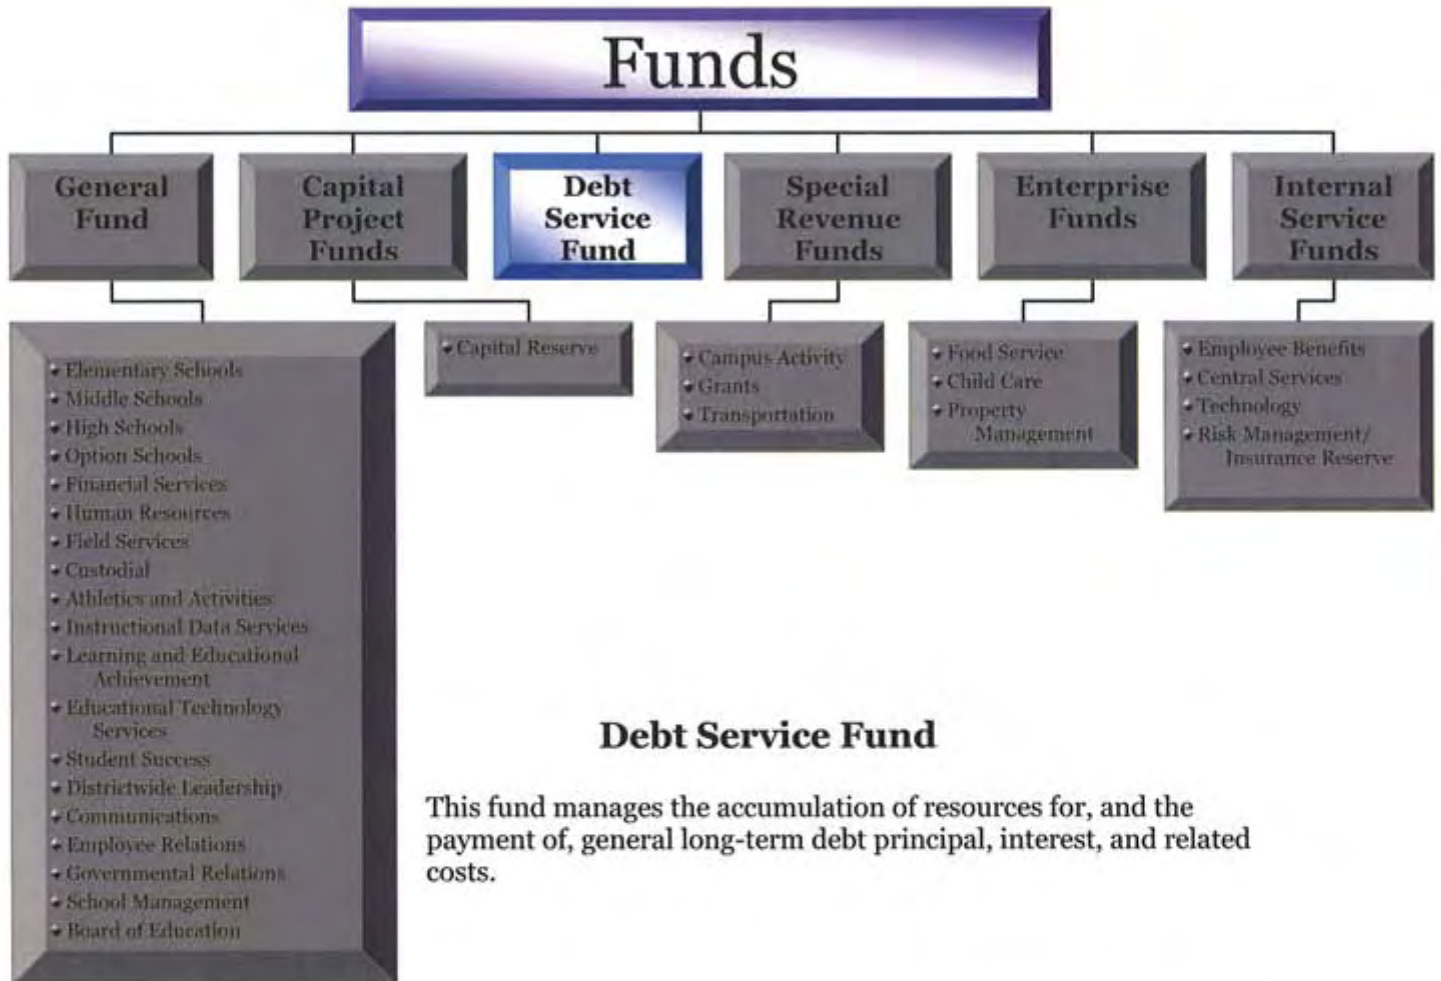 Funds
General
Fund
Capital
Project
Funds
Debt
Service
Fund
Special
Revenue
Funds
Enterprise
Funds
Internal
Service
Funds
Elementary Schools
Middle Schools
High Schools
Option Schools
Financial Services
Human Resources
Field Services
Custodial
Athletics and Activities
Instructional Data Services
Learning and Educational
Achievement
Educational Technology
Services
Student Success
Districtwide Leadership
Communications
Employee Relations
Governmental Relations
School Management
Board of Education
Capital Reserve
Campus Activity
Grants
Transportation
Food Service
Child Care
Property
Management
Employee Benefits
Central Services
Technology
Risk Management/
Insurance Reserve
Debt Service Fund
This fund manages the accumulation of resources for, and the
payment of, general long-term debt principal, interest, and related
costs.